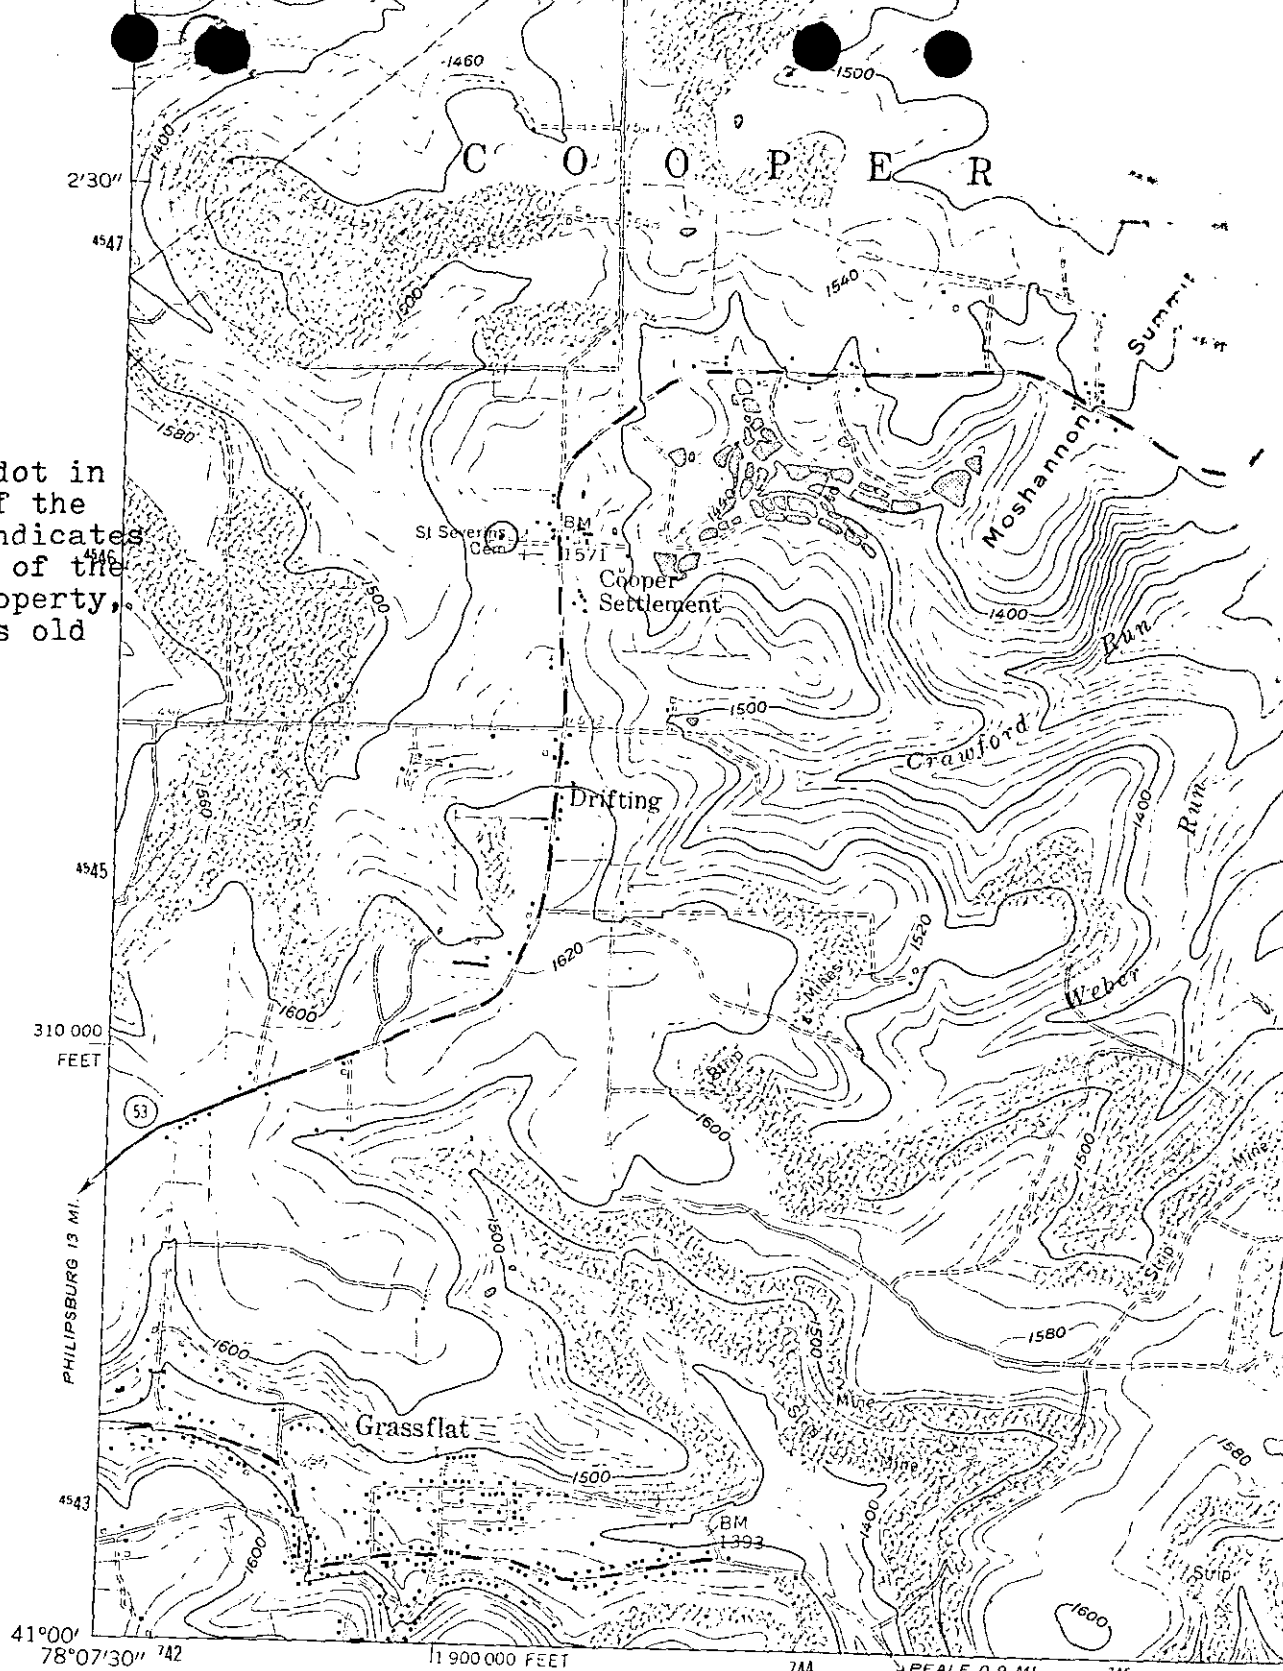 1460
1500
1400
COOPER
2'30"
4547
1500
1540
Summit
1580
dot in
f the
ndicates
of the
operty,
s old
4546
1440
Moshannon
St Severins
Cem
BM
1571
Cooper
Settlement
1500
1400
Run
1500
Crawford
1560
Drifting
1400
Run
4545
1520
1620
Mines
Weber
1600
310 000
FEET
Strip
53
1600
1500
Mine
PHILIPSBURG 13 MI.
1500
Strip
1500
1580
1600
Mine
Strip
Grassflat
Mine
1580
1500
4543
1400
BM
1393
1600
Strip
1600
41°00'
78°07'30" 742
1 900 000 FEET
744
PEALE 0.9 MI.